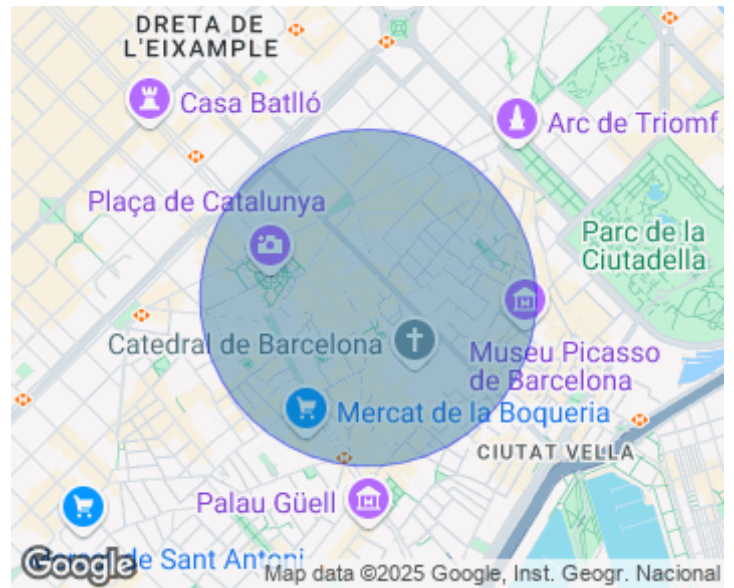 DRETA DE
L'EIXAMPLE
Casa Batlló
Arc de Triomf
Plaça de Catalunya
Parc de la
Ciutadella
Catedral de Barcelona
Museu Picasso
de Barcelona
Mercat de la Boqueria
CIUTAT VELLA
Palau Güell
de Sant Antoni
Google
Map data ©2025 Google, Inst. Geogr. Nacional